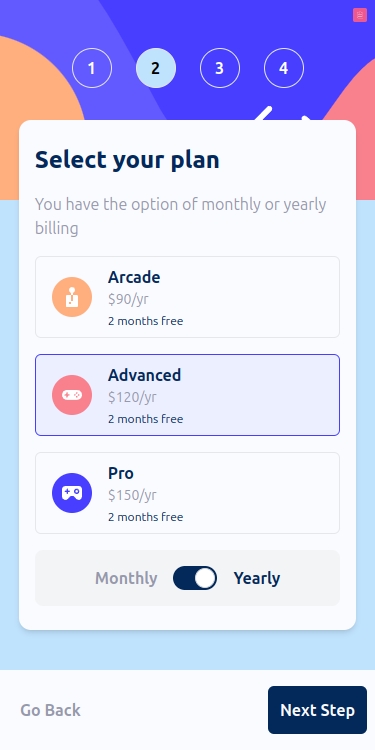 1 2 3 4
Select your plan
You have the option of monthly or yearly
billing
Arcade
$90/yr
2 months free
Advanced
$120/yr
2 months free
Pro
$150/yr
2 months free
Monthly Yearly
Go Back Next Step